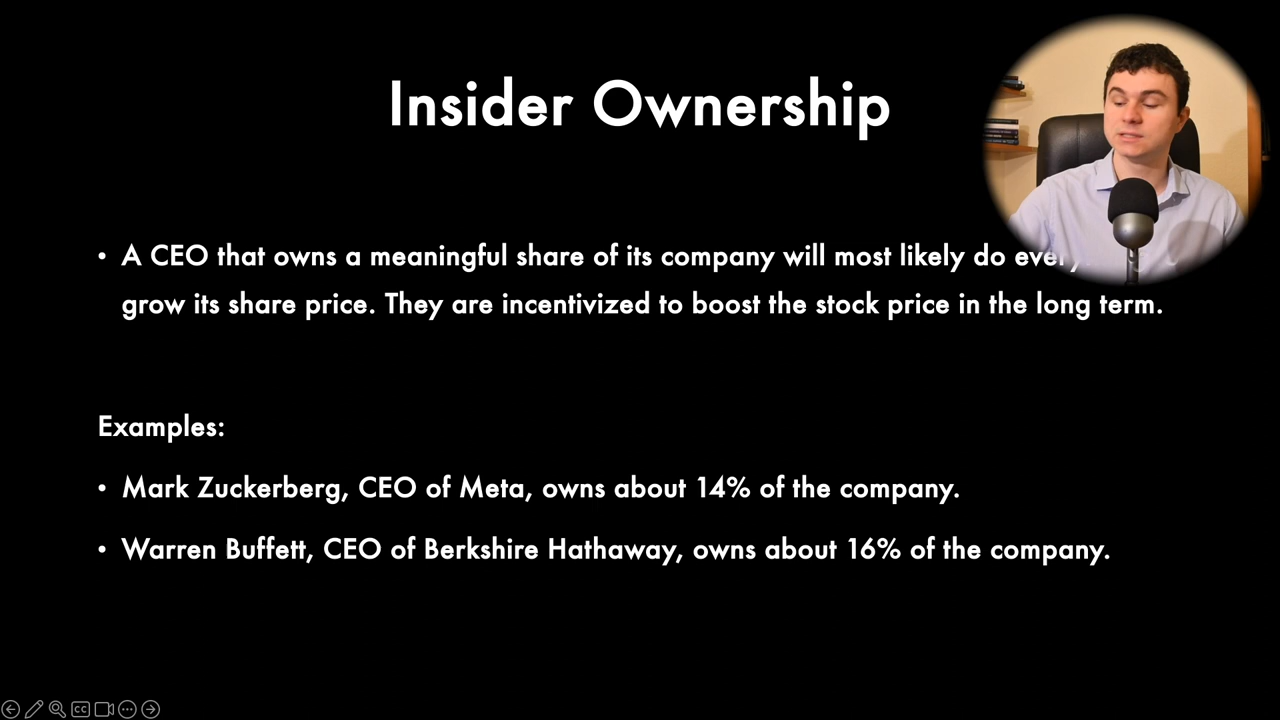 Insider Ownership
• A CEO that owns a meaningful share of its company will most likely do
grow its share price. They are incentivized to boost the stock price in the long term.
Examples:
• Mark Zuckerberg, CEO of Meta, owns about 14% of the company.
• Warren Buffett, CEO of Berkshire Hathaway, owns about 16% of the company.
CC